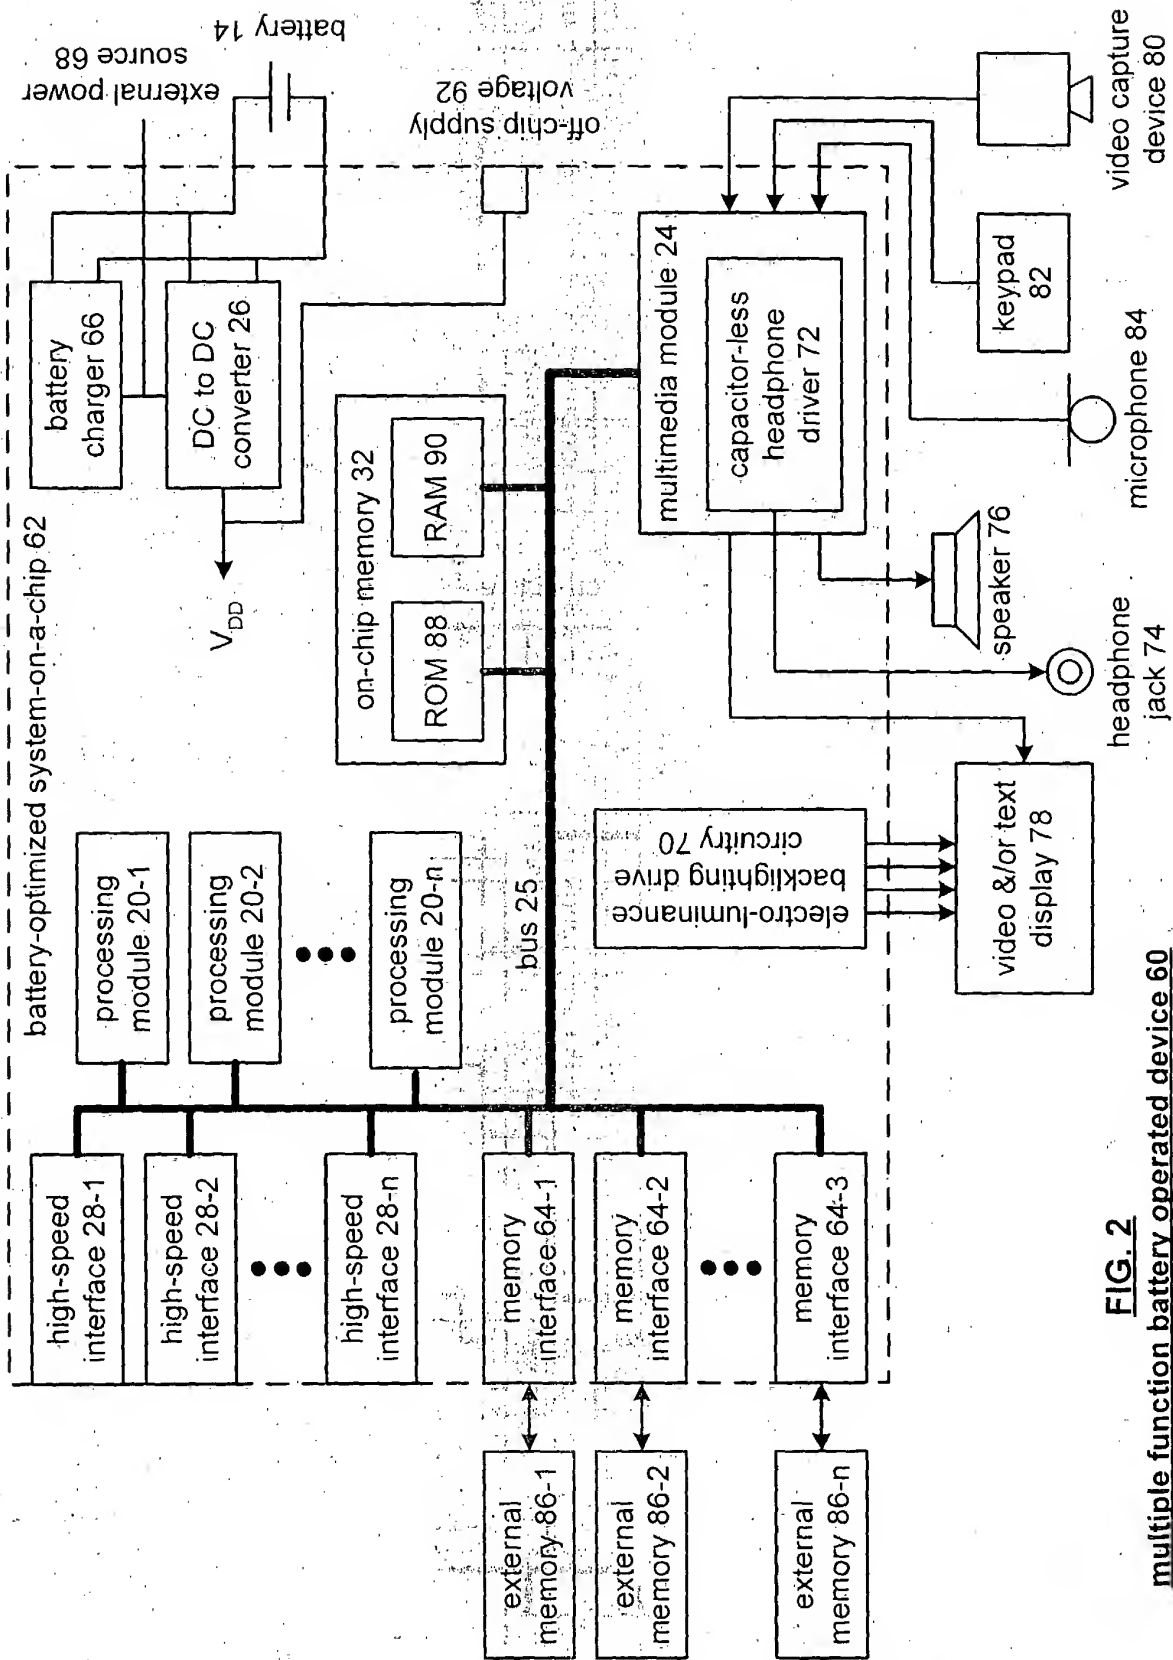 battery-optimized system-on-a-chip 62
high-speed
interface 28-1
high-speed
interface 28-2
high-speed
interface 28-n
memory
interface 64-1
memory
interface 64-2
memory
interface 64-3
external
memory 86-1
external
memory 86-2
external
memory 86-n
processing
module 20-1
processing
module 20-2
processing
module 20-n
bus 25
VDD
battery
charger 66
DC to DC
converter 26
external power
source 68
battery 14
off-chip supply
voltage 92
on-chip memory 32
ROM 88
RAM 90
multimedia module 24
capacitor-less
headphone
driver 72
electro-luminance
backlighting drive
circuitry 70
video &/or text
display 78
headphone
jack 74
speaker 76
microphone 84
keypad
82
video capture
device 80
FIG. 2
multiple function battery operated device 60